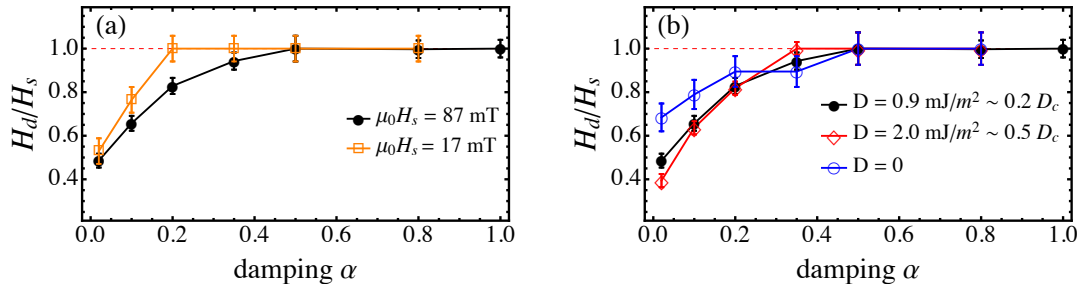 (a)
H_d/H_s
1.0
0.8
0.6
0.4
μ₀H_s = 87 mT
μ₀H_s = 17 mT
0.0 0.2 0.4 0.6 0.8 1.0
damping α
(b)
H_d/H_s
1.0
0.8
0.6
0.4
D = 0.9 mJ/m² ~ 0.2 D_c
D = 2.0 mJ/m² ~ 0.5 D_c
D = 0
0.0 0.2 0.4 0.6 0.8 1.0
damping α